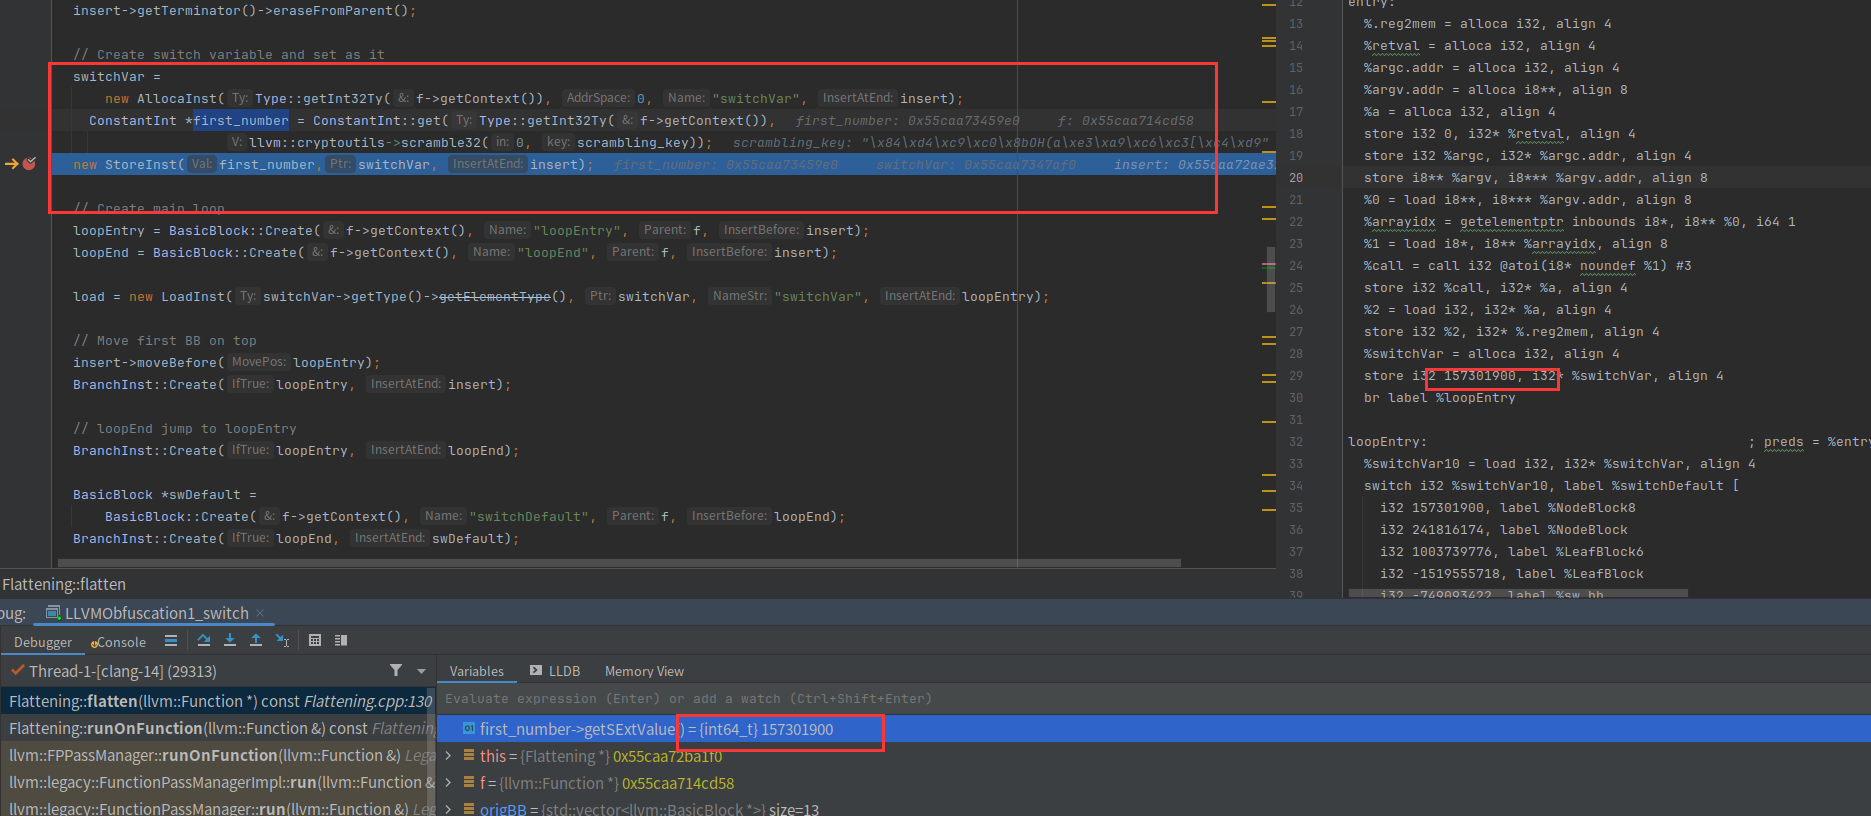 insert->getTerminator()->eraseFromParent();
// Create switch variable and set as it
switchVar =
new AllocaInst( Ty: Type::getInt32Ty( &: f->getContext()), AddrSpace: 0, Name: "switchVar", InsertAtEnd: insert);
ConstantInt *first_number = ConstantInt::get( Ty: Type::getInt32Ty( &: f->getContext()), first_number: 0x55caa73459e0 f: 0x55caa714cd58
V: llvm::cryptoutils->scramble32( in: 0, key: scrambling_key)); scrambling_key: "\x84\xd4\xc9\xc0\x8bOH(a\xe3\xa9\xc6\xc3[\xc4\xd9"
new StoreInst( Val: first_number, Ptr: switchVar, InsertAtEnd: insert); first_number: 0x55caa73459e0 switchVar: 0x55caa7347af0 insert: 0x55caa72ae3
// Create main loop
loopEntry = BasicBlock::Create( &: f->getContext(), Name: "loopEntry", Parent: f, InsertBefore: insert);
loopEnd = BasicBlock::Create( &: f->getContext(), Name: "loopEnd", Parent: f, InsertBefore: insert);
load = new LoadInst( Ty: switchVar->getType()->getElementType(), Ptr: switchVar, NameStr: "switchVar", InsertAtEnd: loopEntry);
// Move first BB on top
insert->moveBefore( MovePos: loopEntry);
BranchInst::Create( IfTrue: loopEntry, InsertAtEnd: insert);
// loopEnd jump to loopEntry
BranchInst::Create( IfTrue: loopEntry, InsertAtEnd: loopEnd);
BasicBlock *swDefault =
BasicBlock::Create( &: f->getContext(), Name: "switchDefault", Parent: f, InsertBefore: loopEnd);
BranchInst::Create( IfTrue: loopEnd, InsertAtEnd: swDefault);
Flattening::flatten
12 entry:
13 %.reg2mem = alloca i32, align 4
14 %retval = alloca i32, align 4
15 %argc.addr = alloca i32, align 4
16 %argv.addr = alloca i8**, align 8
17 %a = alloca i32, align 4
18 store i32 0, i32* %retval, align 4
19 store i32 %argc, i32* %argc.addr, align 4
20 store i8** %argv, i8*** %argv.addr, align 8
21 %0 = load i8**, i8*** %argv.addr, align 8
22 %arrayidx = getelementptr inbounds i8*, i8** %0, i64 1
23 %1 = load i8*, i8** %arrayidx, align 8
24 %call = call i32 @atoi(i8* noundef %1) #3
25 store i32 %call, i32* %a, align 4
26 %2 = load i32, i32* %a, align 4
27 store i32 %2, i32* %.reg2mem, align 4
28 %switchVar = alloca i32, align 4
29 store i32 157301900, i32* %switchVar, align 4
30 br label %loopEntry
31
32 loopEntry: ; preds = %entry
33 %switchVar10 = load i32, i32* %switchVar, align 4
34 switch i32 %switchVar10, label %switchDefault [
35 i32 157301900, label %NodeBlock8
36 i32 241816174, label %NodeBlock
37 i32 1003739776, label %LeafBlock6
38 i32 -1519555718, label %LeafBlock
39 i32 -749093422, label %sw.bb
bug: LLVMObfuscation1_switch ×
Debugger Console
Thread-1-[clang-14] (29313)
Flattening::flatten(llvm::Function *) const Flattening.cpp:130
Flattening::runOnFunction(llvm::Function &) const Flattening
llvm::FPPassManager::runOnFunction(llvm::Function &) Lega
llvm::legacy::FunctionPassManagerImpl::run(llvm::Function &
llvm::legacy::FunctionPassManager::run(llvm::Function &) Leg
Variables LLDB Memory View
Evaluate expression (Enter) or add a watch (Ctrl+Shift+Enter)
first_number->getSExtValue() = {int64_t} 157301900
this = {Flattening *} 0x55caa72ba1f0
f = {llvm::Function *} 0x55caa714cd58
origBB = {std::vector<llvm::BasicBlock *>} size=13